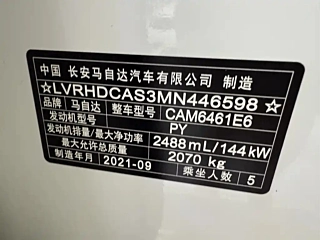 中国 长安马自达汽车有限公司 制造
☆LVRHDCAS3MN446598☆
品牌 马自达 整车型号 CAM6461E6
发动机型号 PY
发动机排量/最大净功率 2488mL/144kW
最大允许总质量 2070 kg
制造年月 2021-09 乘坐人数 5